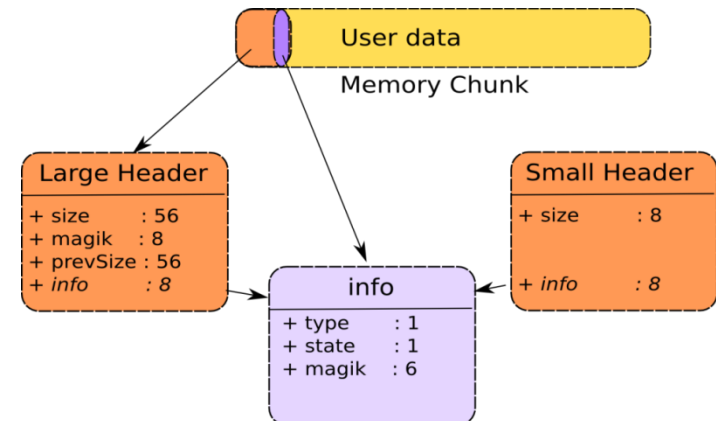 User data
Memory Chunk
Large Header
+ size : 56
+ magik : 8
+ prevSize : 56
+ info : 8
Small Header
+ size : 8
+ info : 8
info
+ type : 1
+ state : 1
+ magik : 6